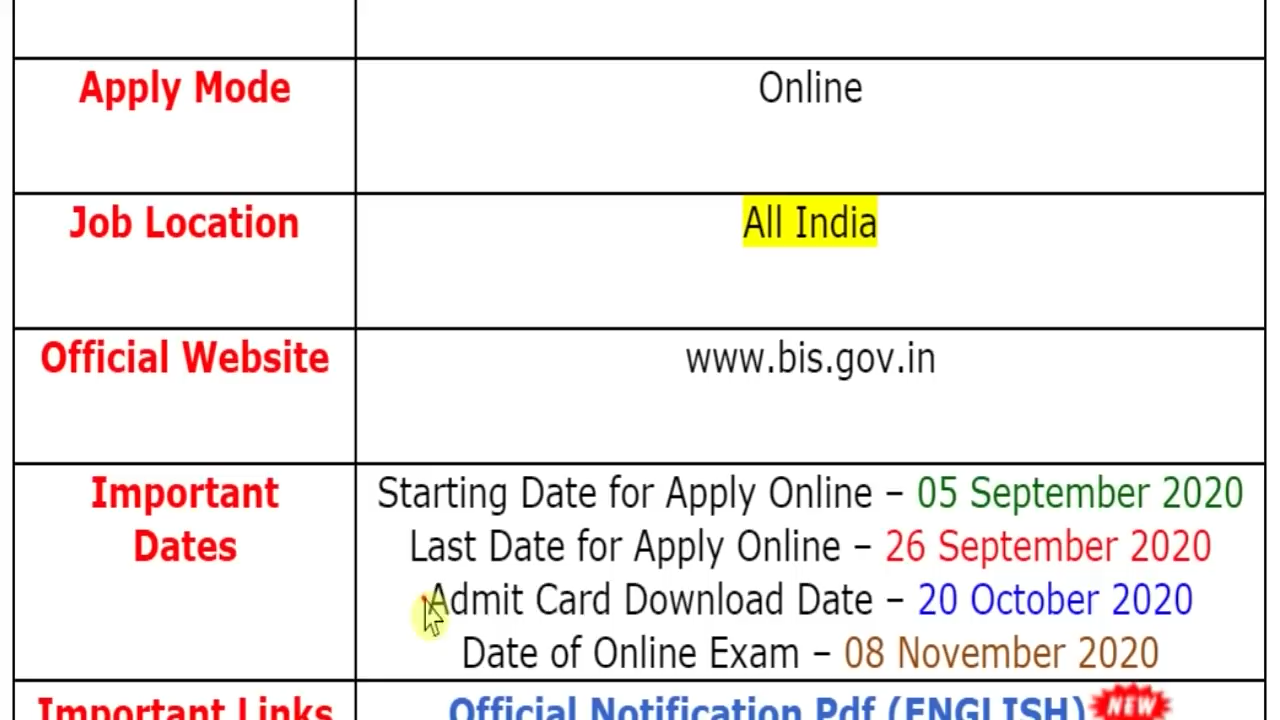 Apply Mode
Online
Job Location
All India
Official Website
www.bis.gov.in
Important
Dates
Starting Date for Apply Online – 05 September 2020
Last Date for Apply Online – 26 September 2020
Admit Card Download Date – 20 October 2020
Date of Online Exam – 08 November 2020
Important Links
Official Notification Pdf (ENGLISH) NEW